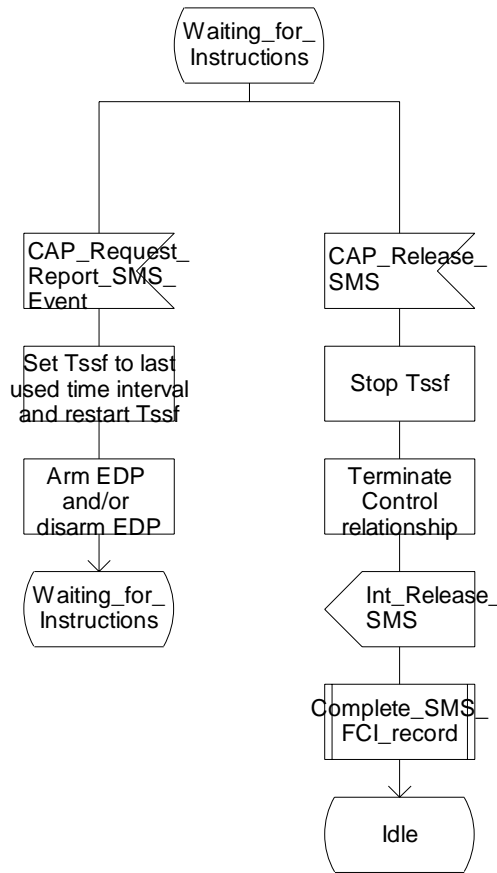 Waiting_for_
Instructions
CAP_Request_
Report_SMS_
Event
Set Tssf to last
used time interval
and restart Tssf
Arm EDP
and/or
disarm EDP
Waiting_for_
Instructions
CAP_Release_
SMS
Stop Tssf
Terminate
Control
relationship
Int_Release_
SMS
Complete_SMS_
FCI_record
Idle